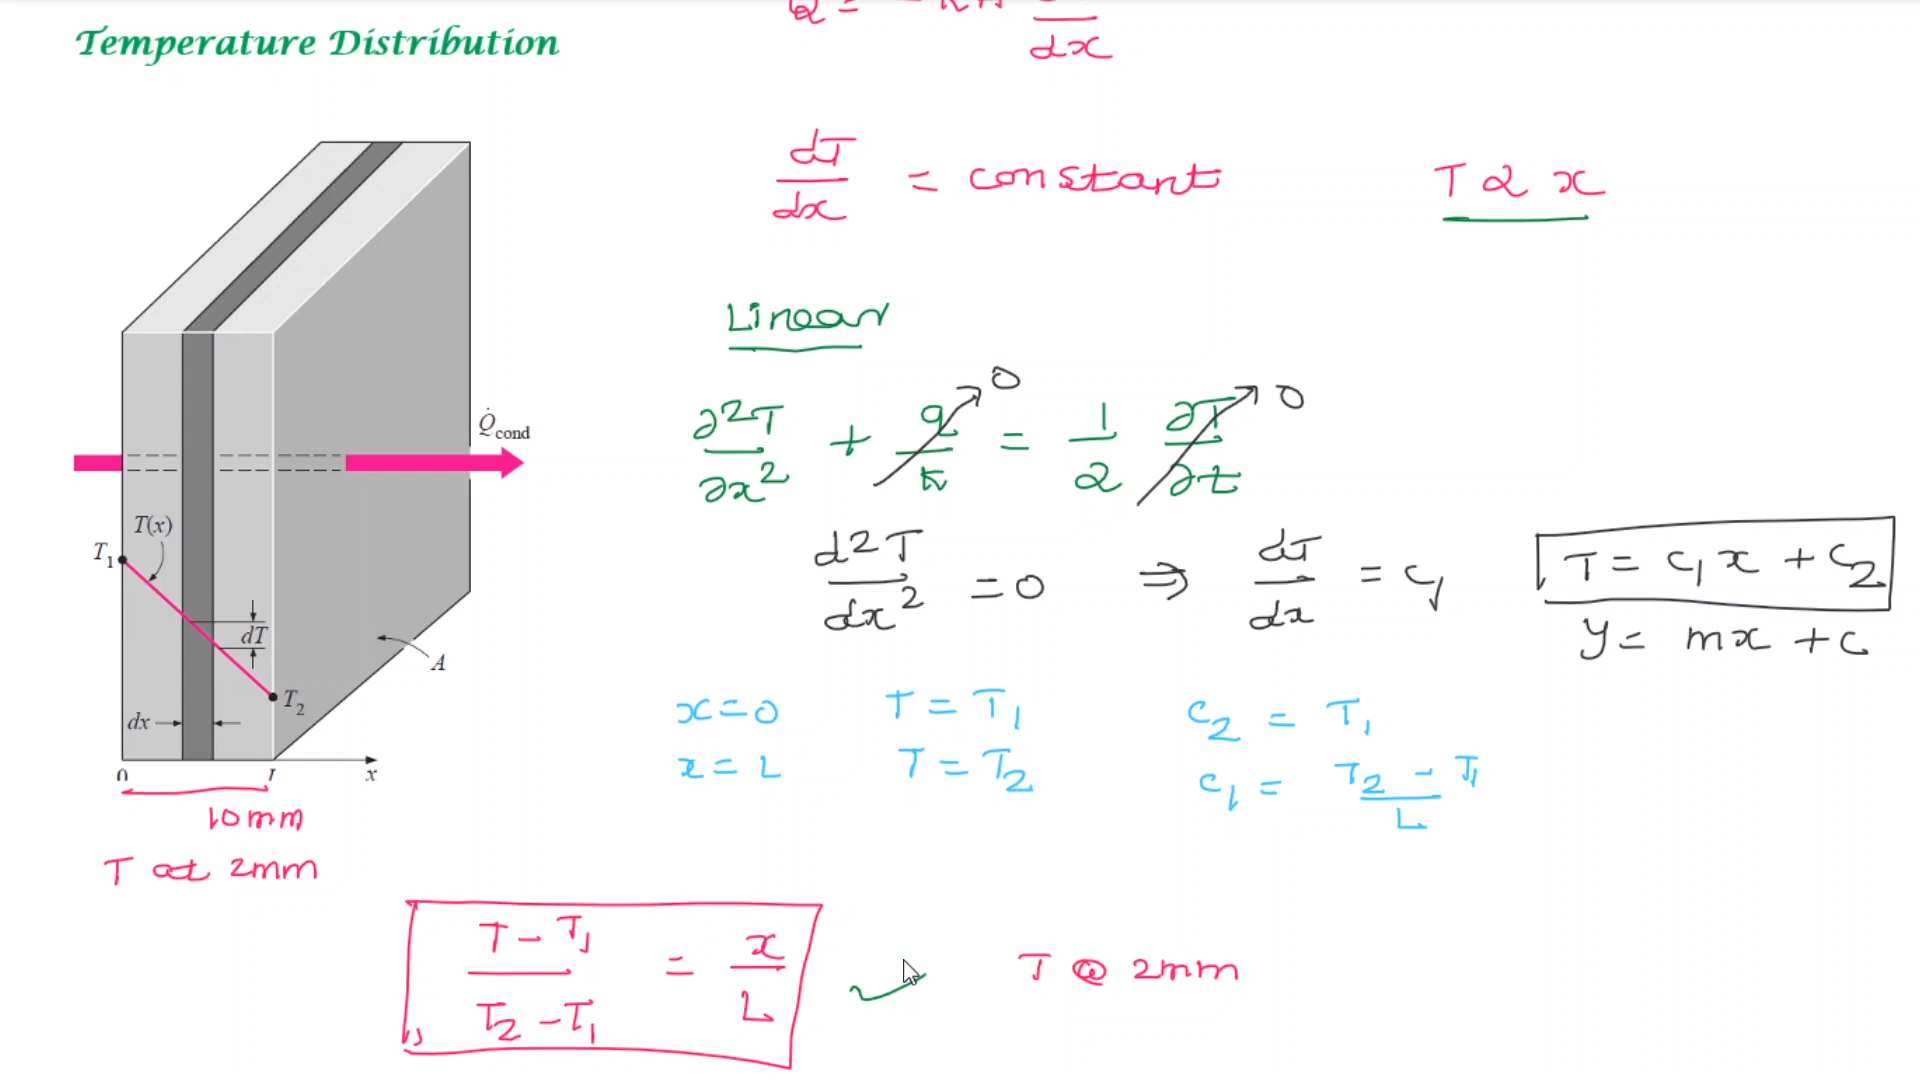 Temperature Distribution
dx
dT
dx
= constant
T α x
Linear
∂²T/∂x² + q/k = 1/α ∂T/∂t
0
0
d²T/dx² = 0 ⇒ dT/dx = c₁
T = c₁x + c₂
y = mx + c
x = 0 T = T₁ c₂ = T₁
x = L T = T₂ c₁ = T₂ - T₁/L
Q̇cond
T(x)
T₁
dT
A
T₂
dx
0 L x
10mm
T at 2mm
T - T₁/T₂ - T₁ = x/L
T @ 2mm